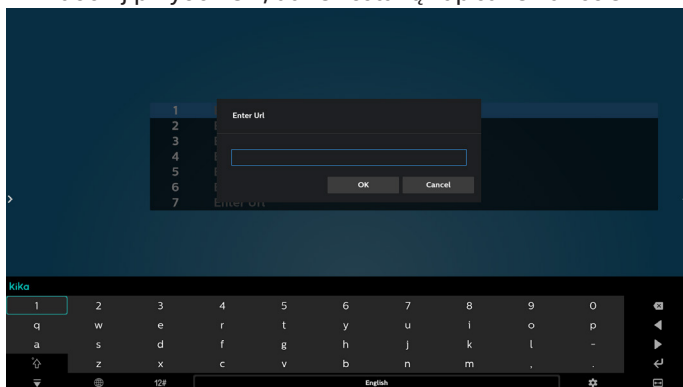 1
Enter Url
2
3
4
5
OK
Cancel
6
7 Enter Url
kika
1 2 3 4 5 6 7 8 9 0
q w e r t y u i o p
a s d f g h j k l -
z x c v b n m , .
12# English